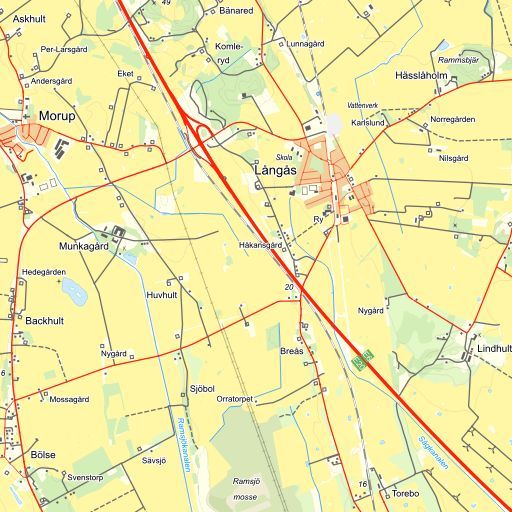 Bånared
Askhult
Komle-
ryd
Lunnagård
Per-Larsgård
Rammsbjär
Eket
Hässlåholm
Andersgård
Vattenverk
Karlslund
Norregården
Morup
Skola
Nilsgård
Långås
Ry
Munkagård
Håkansgård
Hedegården
20
Huvhult
Nygård
Backhult
Lindhult
Nygård
Breås
6
Sjöbol
Mossagård
Orratorpet
Ramsjökanalen
Sågkanalen
Bölse
Sävsjö
Svenstorp
Ramsjö
mosse
16
Torebo